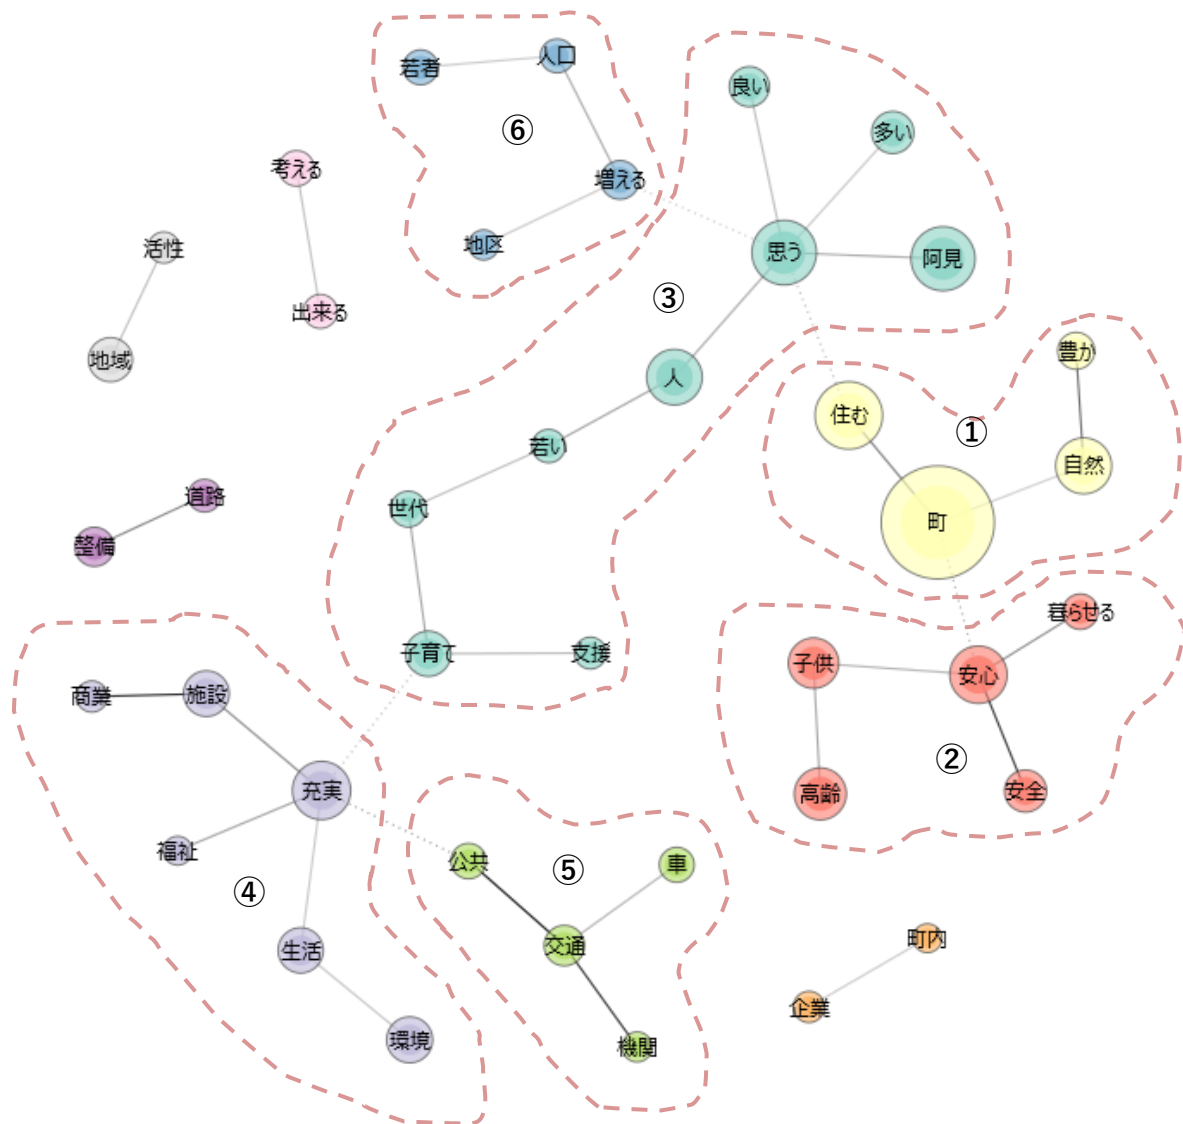 若者
人口
⑥
増える
地区
良い
多い
思う
阿見
③
考える
出来る
活性
地域
人
若い
世代
子育て
支援
豊か
住む
①
自然
町
道路
整備
暮らせる
子供
安心
②
高齢
安全
商業
施設
充実
福祉
④
生活
環境
公共
⑤
車
交通
機関
町内
企業